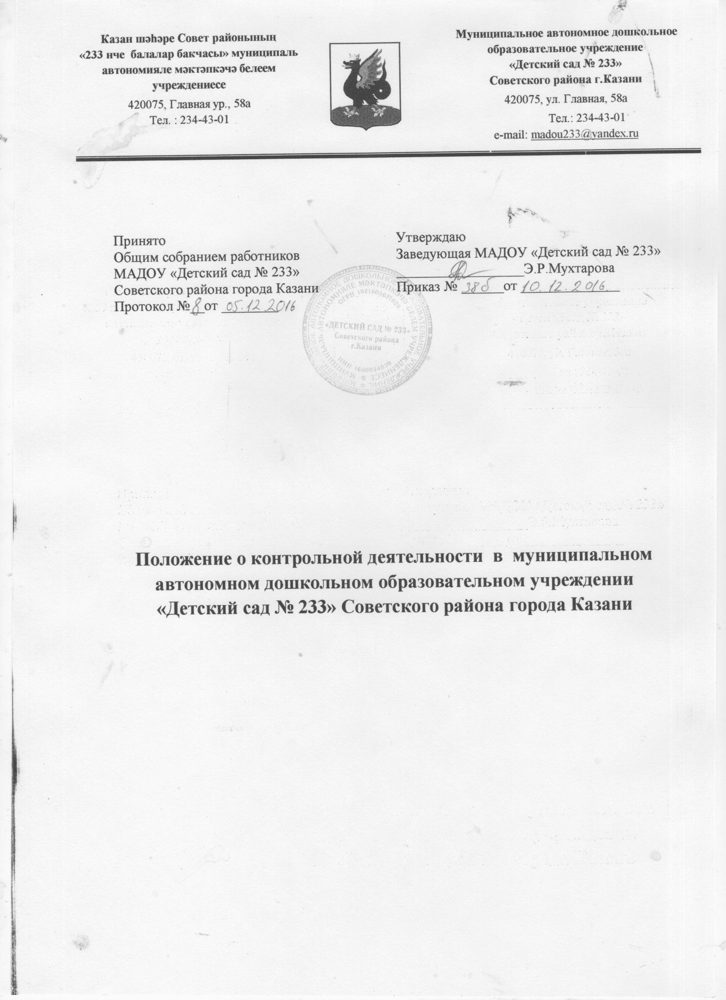 Казан шәһәре Совет районының
«233 нче балалар бакчасы» муниципаль
автономияле мәктәпкәчә белеем
учреждениесе
420075, Главная ур., 58а
Тел. : 234-43-01
Муниципальное автономное дошкольное
образовательное учреждение
«Детский сад № 233»
Советского района г.Казани
420075, ул. Главная, 58а
Тел.: 234-43-01
e-mail: madou233@yandex.ru
Принято
Общим собранием работников
МАДОУ «Детский сад № 233»
Советского района города Казани
Протокол № 8 от 05.12.2016
Утверждаю
Заведующая МАДОУ «Детский сад № 233»
Э.Р.Мухтарова
Приказ № 38б от 10.12.2016.
«ДЕТСКИЙ САД № 233»
Советского района
г.Казани
ИНН 1660034030
Положение о контрольной деятельности в муниципальном
автономном дошкольном образовательном учреждении
«Детский сад № 233» Советского района города Казани